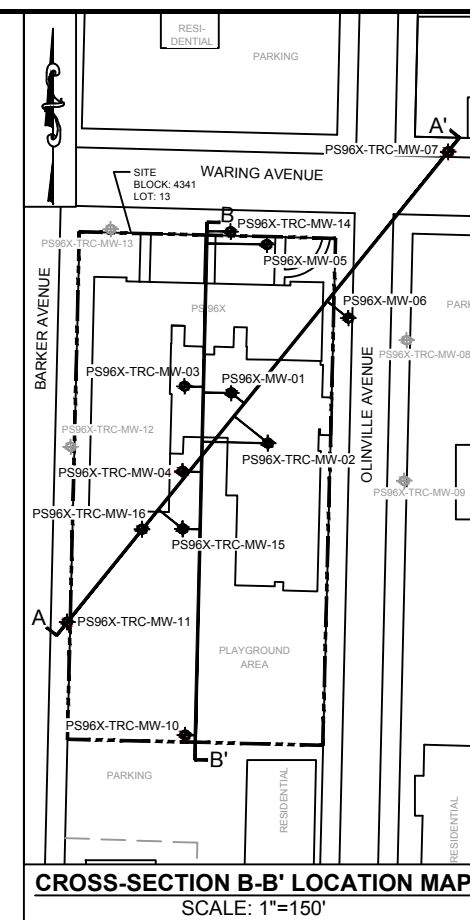 RESI-
DENTIAL
PARKING
A'
PS96X-TRC-MW-07
SITE
BLOCK: 4341
LOT: 13
WARING AVENUE
B
PS96X-TRC-MW-14
PS96X-TRC-MW-13
PS96X-MW-05
PS96X
PS96X-MW-06
BARKER AVENUE
OLINVILLE AVENUE
PS96X-TRC-MW-08
PS96X-TRC-MW-03
PS96X-MW-01
PS96X-TRC-MW-12
PS96X-TRC-MW-04
PS96X-TRC-MW-02
PS96X-TRC-MW-09
PS96X-TRC-MW-16
PS96X-TRC-MW-15
A
PS96X-TRC-MW-11
PLAYGROUND
AREA
PS96X-TRC-MW-10
B'
PARKING
RESIDENTIAL
RESIDENTIAL
CROSS-SECTION B-B' LOCATION MAP
SCALE: 1"=150'